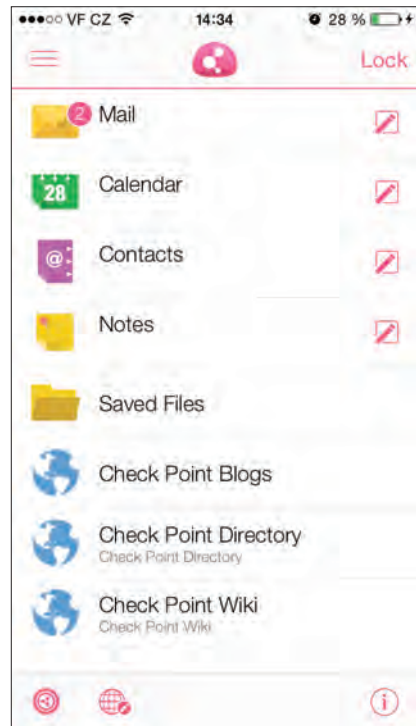 VF CZ 14:34 28 %
Lock
2 Mail
28 Calendar
@ Contacts
Notes
Saved Files
Check Point Blogs
Check Point Directory
Check Point Directory
Check Point Wiki
Check Point Wiki
i